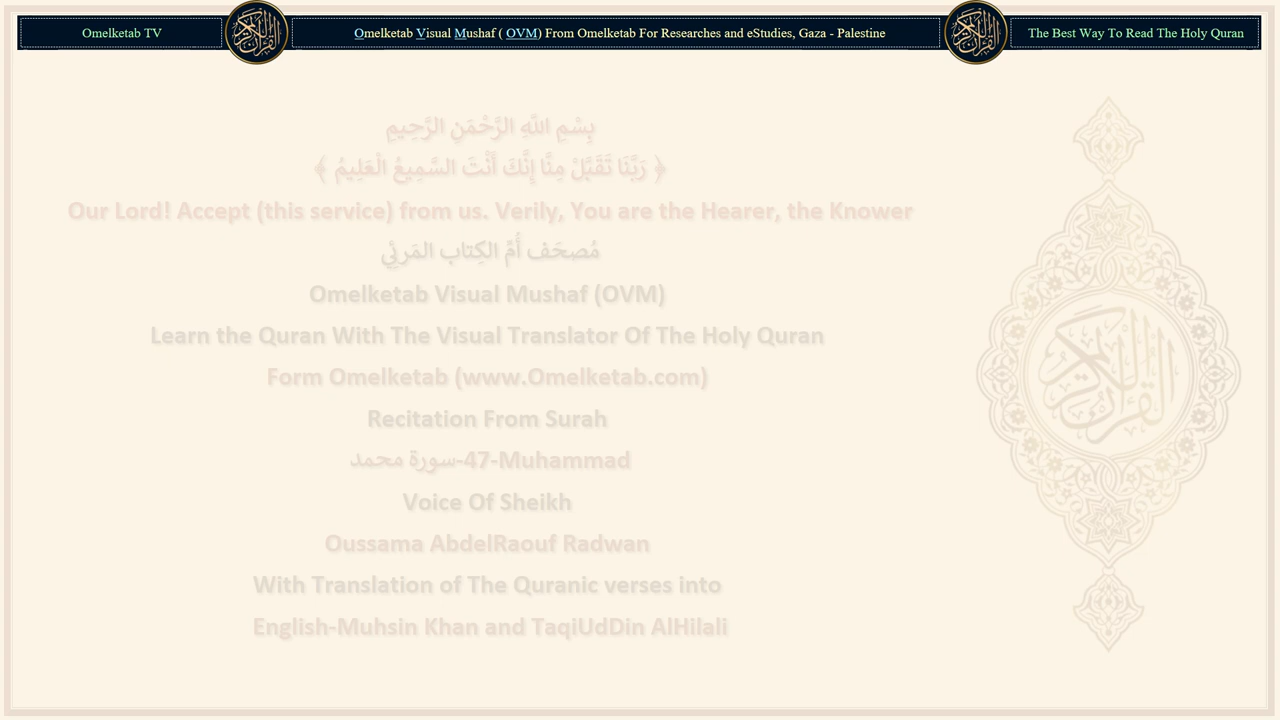 Omelketab TV
Omelketab Visual Mushaf ( OVM) From Omelketab For Researches and eStudies, Gaza - Palestine
The Best Way To Read The Holy Quran
بِسْمِ اللَّهِ الرَّحْمَنِ الرَّحِيمِ
﴿ رَبَّنَا تَقَبَّلْ مِنَّا إِنَّكَ أَنْتَ السَّمِيعُ الْعَلِيمُ ﴾
Our Lord! Accept (this service) from us. Verily, You are the Hearer, the Knower
مُصحَف أُمِّ الكِتاب المَرئِي
Omelketab Visual Mushaf (OVM)
Learn the Quran With The Visual Translator Of The Holy Quran
Form Omelketab (www.Omelketab.com)
Recitation From Surah
سورة محمد-47-Muhammad
Voice Of Sheikh
Oussama AbdelRaouf Radwan
With Translation of The Quranic verses into
English-Muhsin Khan and TaqiUdDin AlHilali
القرآن الكريم